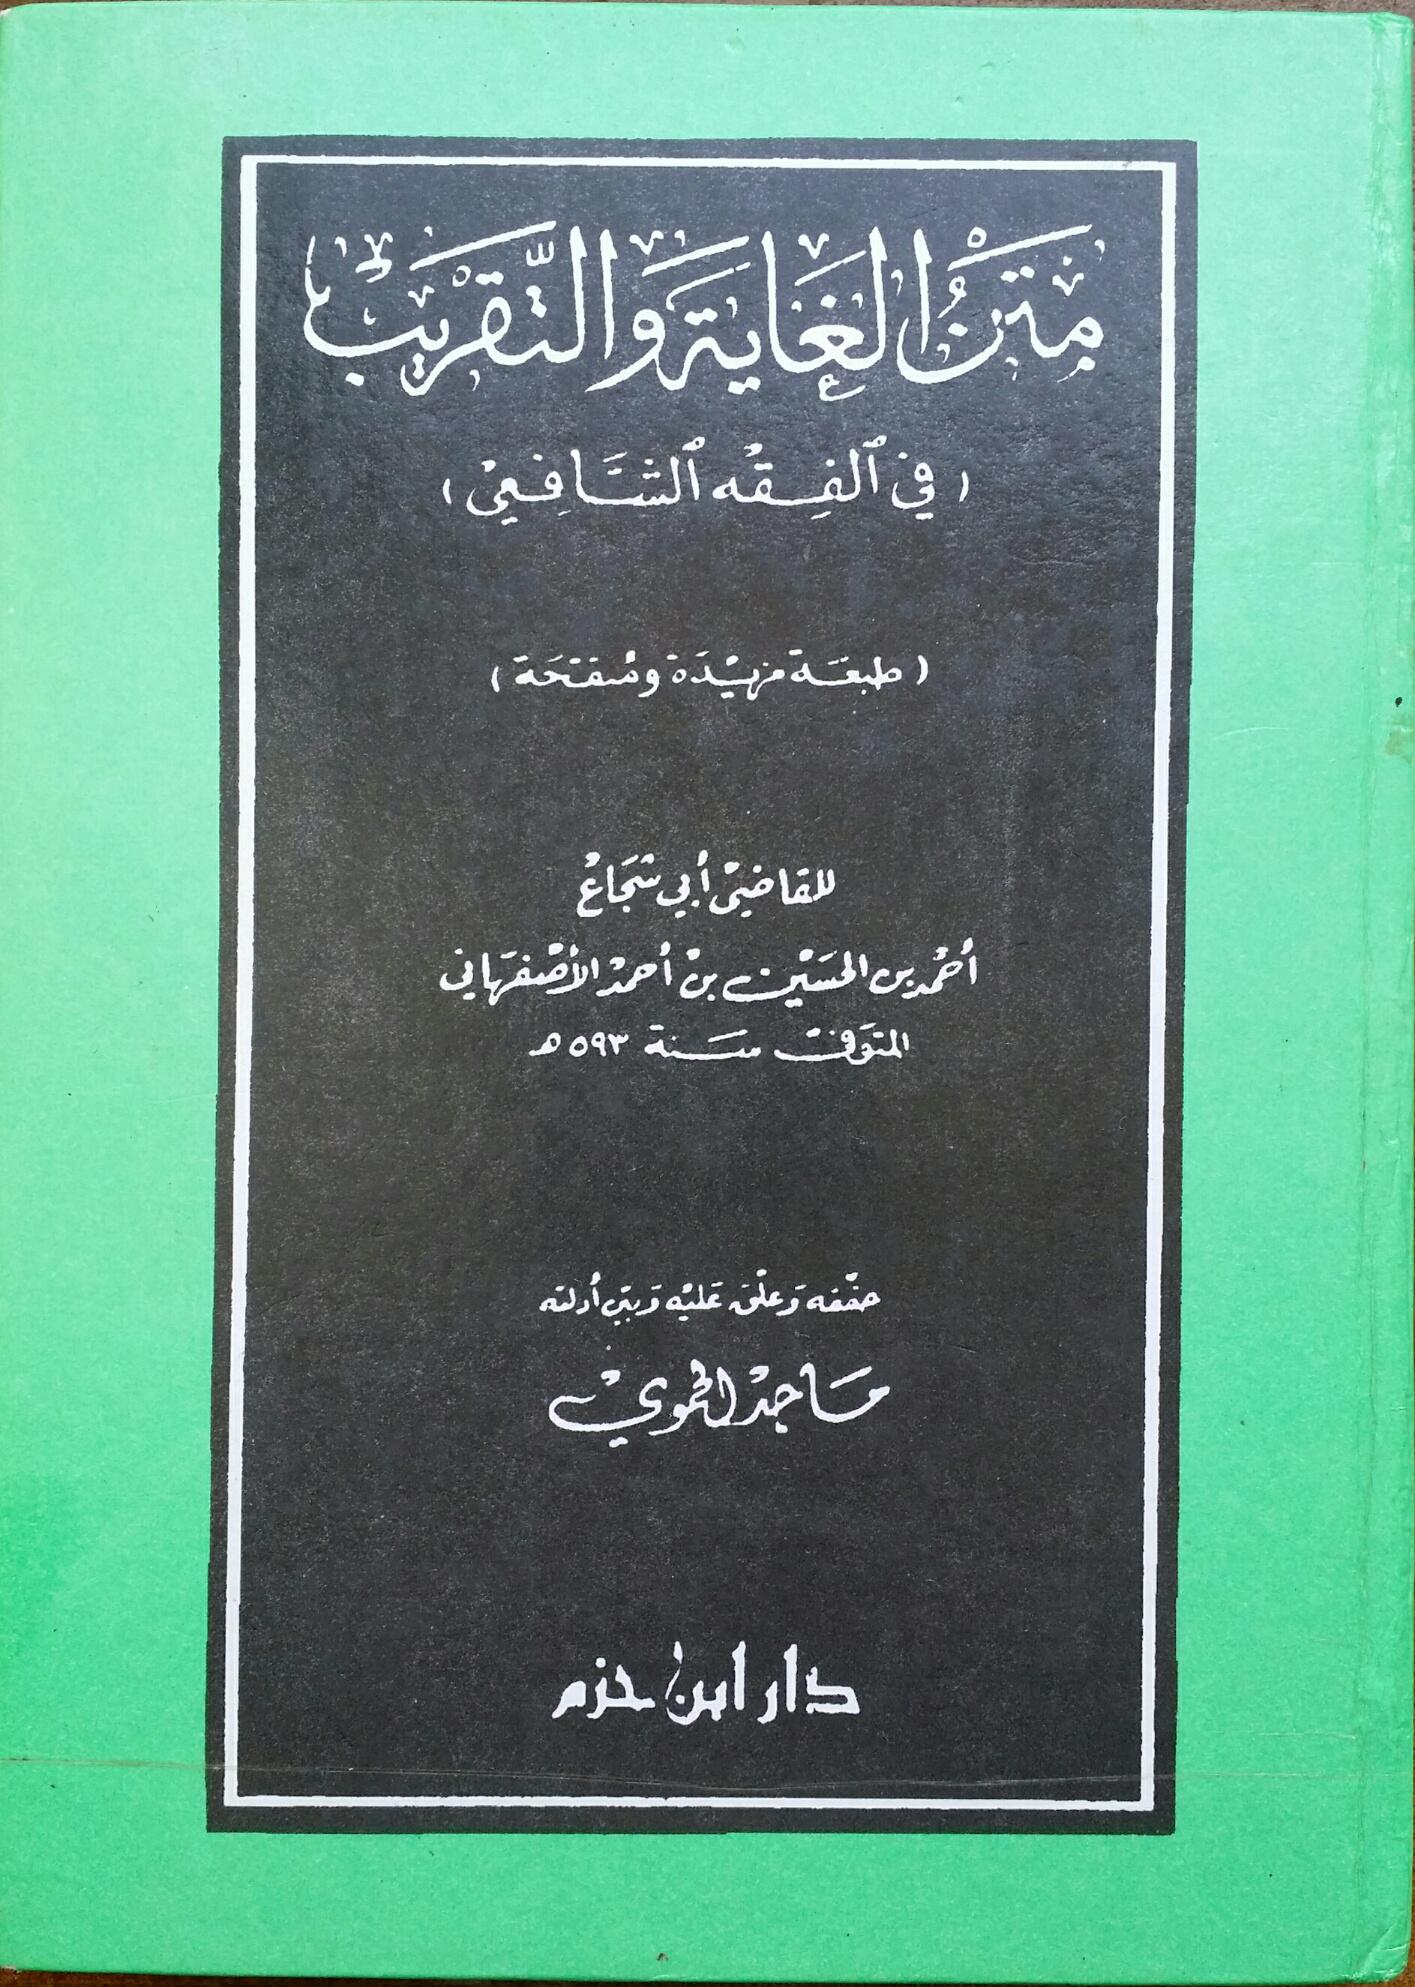 متن الغاية والتقريب
(في الفقه الشافعي)
(طبعة مزيدة ومنقحة)
للقاضي أبي شجاع
أحمد بن الحسين بن أحمد الأصفهاني
المتوفى سنة ٥٩٣ هـ
حققه وعلق عليه وبين أدلته
ماجد الحموي
دار ابن حزم